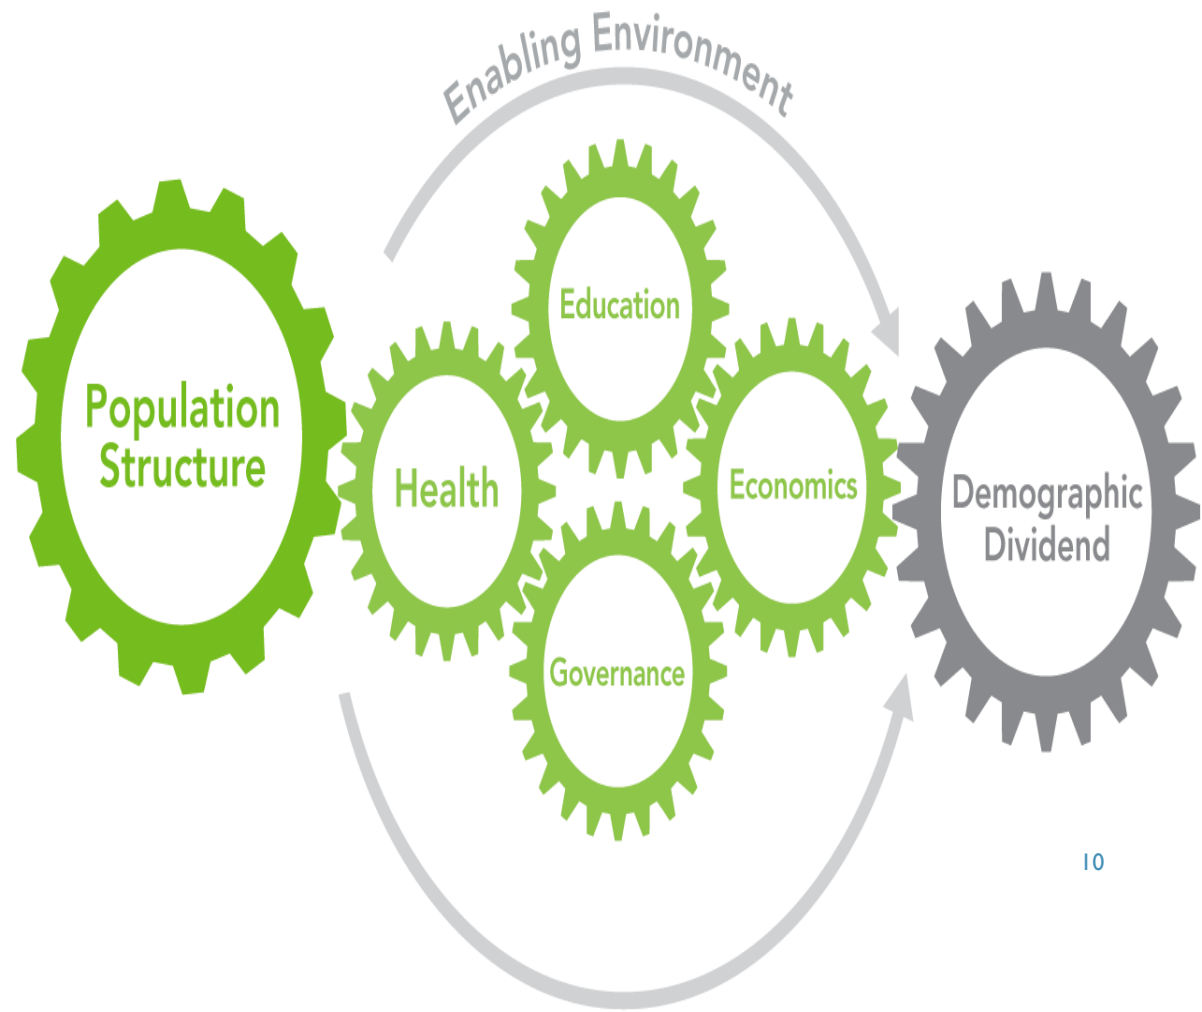 Enabling Environment
Education
Population
Structure
Health
Economics
Demographic
Dividend
Governance
10